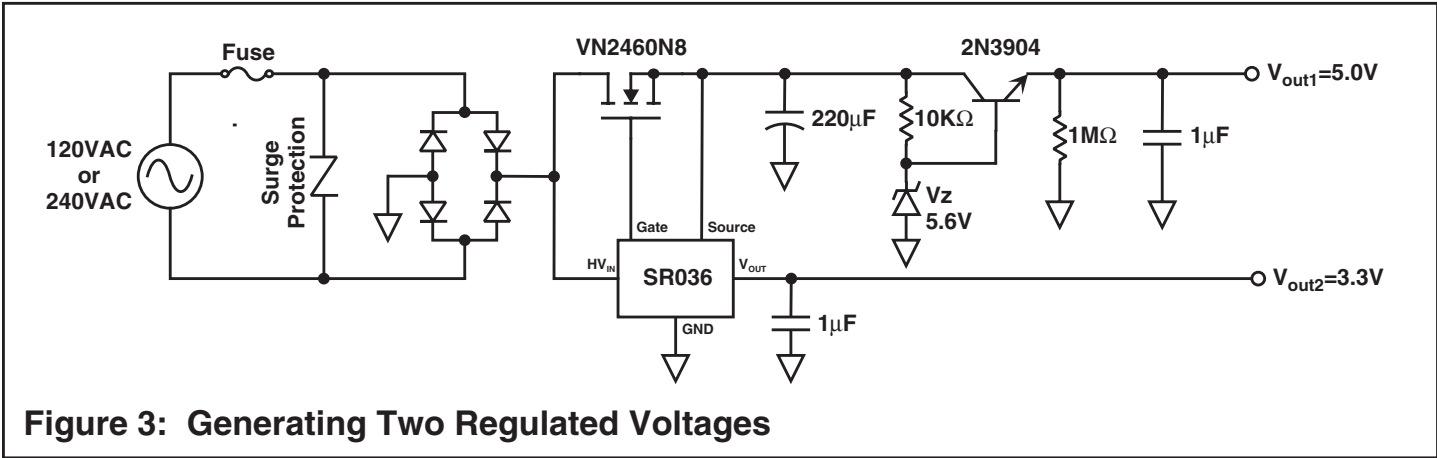 Fuse
VN2460N8
2N3904
120VAC
or
240VAC
Surge
Protection
220μF
10KΩ
1MΩ
1μF
Vout1=5.0V
Vz
5.6V
Gate
Source
HVIN
SR036
VOUT
GND
1μF
Vout2=3.3V
Figure 3: Generating Two Regulated Voltages